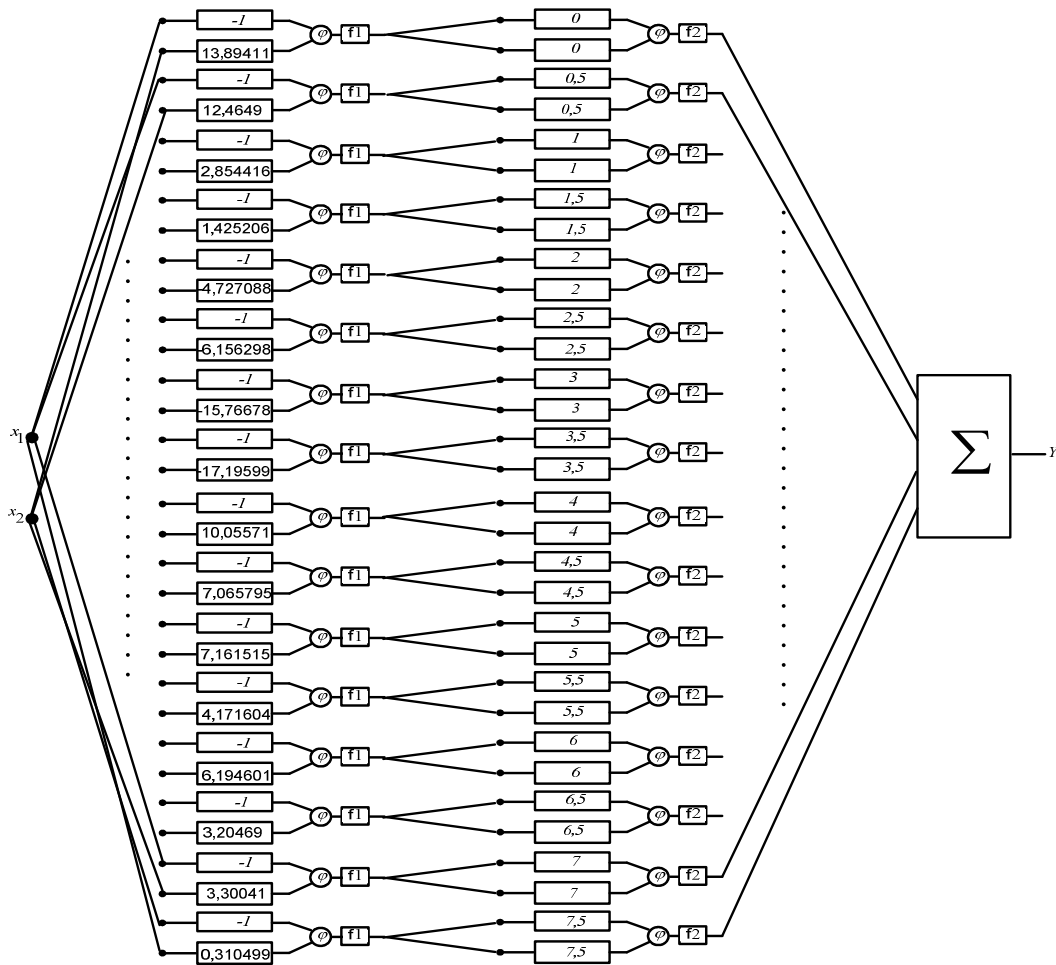 -1 0
φ f1 φ f2
13,89411 0
-1 0,5
φ f1 φ f2
12,4649 0,5
-1 1
φ f1 φ f2
2,854416 1
-1 1,5
φ f1 φ f2
1,425206 1,5
-1 2
φ f1 φ f2
-4,727088 2
-1 2,5
φ f1 φ f2
-6,156298 2,5
-1 3
φ f1 φ f2
-15,76678 3
x1
-1 3,5
φ f1 φ f2
Σ Y
-17,19599 3,5
x2
-1 4
φ f1 φ f2
10,05571 4
-1 4,5
φ f1 φ f2
7,065795 4,5
-1 5
φ f1 φ f2
7,161515 5
-1 5,5
φ f1 φ f2
4,171604 5,5
-1 6
φ f1 φ f2
6,194601 6
-1 6,5
φ f1 φ f2
3,20469 6,5
-1 7
φ f1 φ f2
3,30041 7
-1 7,5
φ f1 φ f2
0,310499 7,5